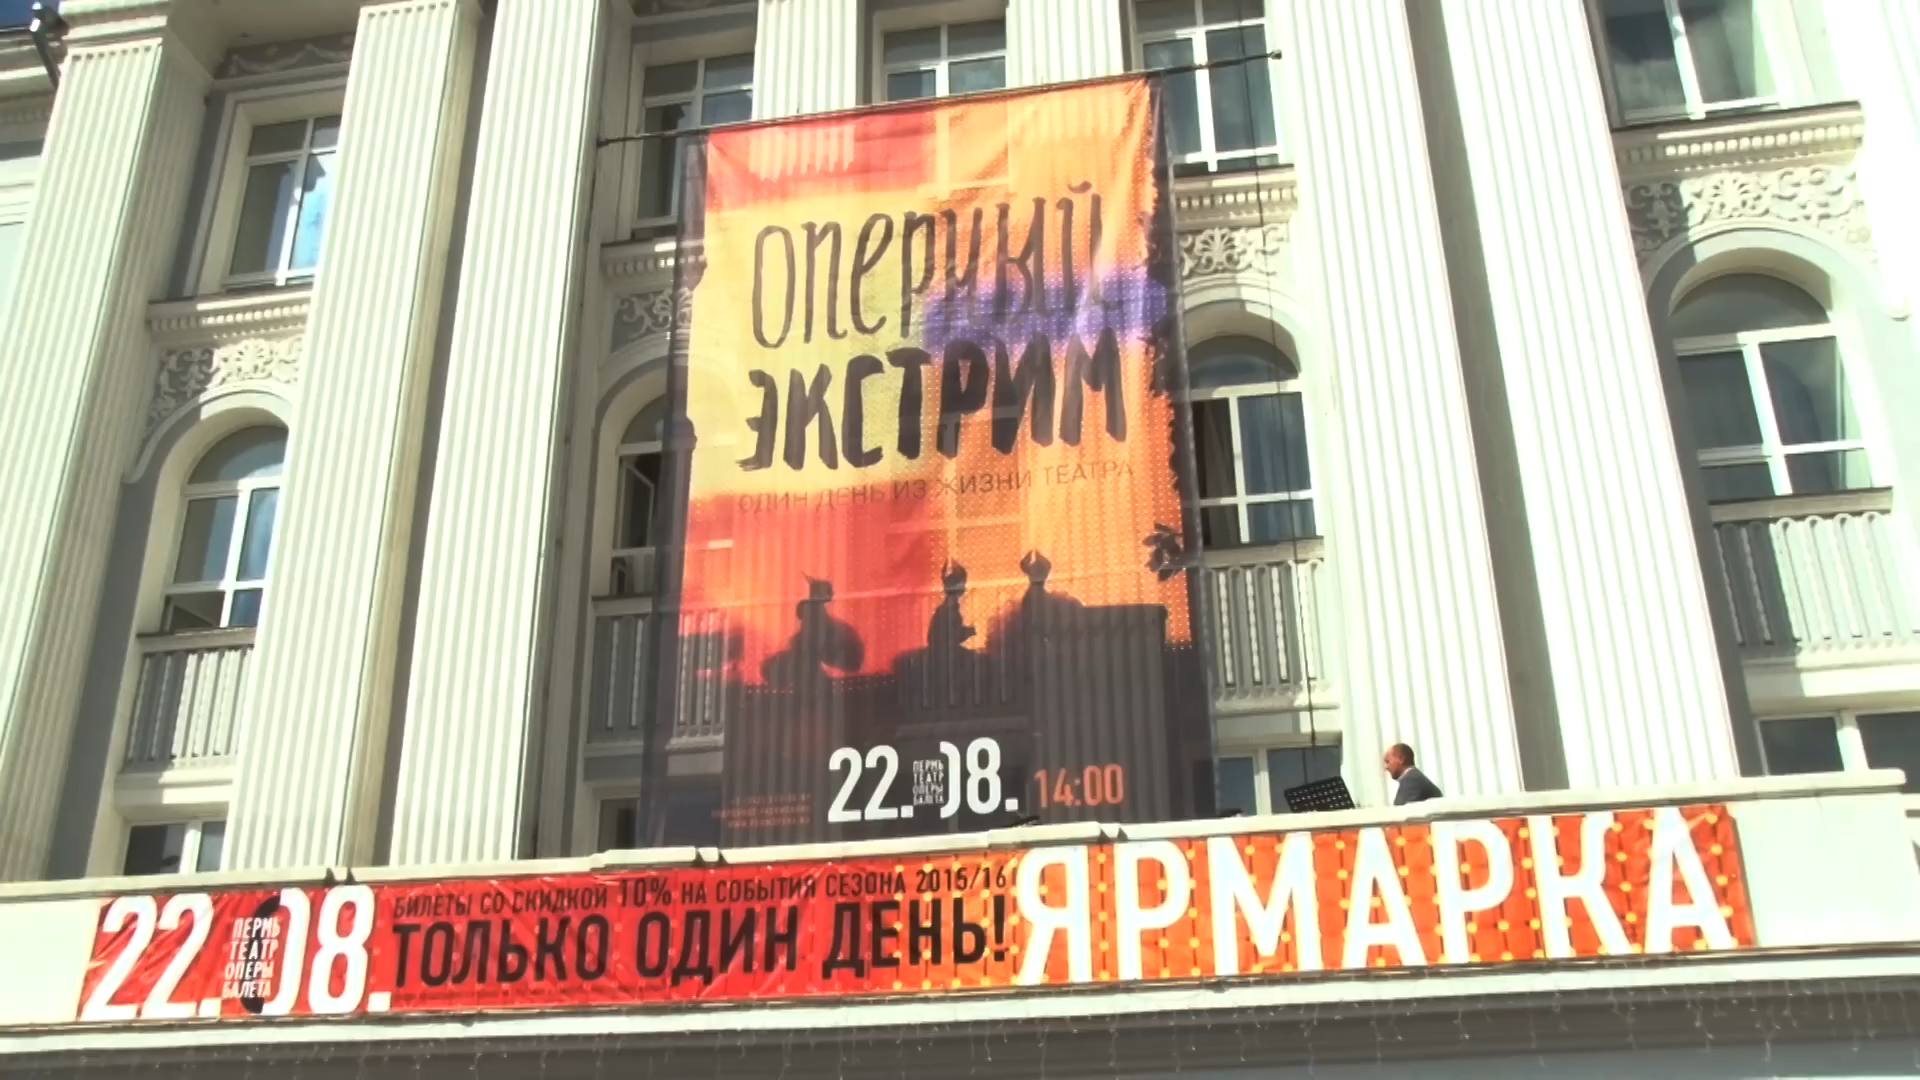 ОПЕРНЫЙ
ЭКСТРИМ
ОДИН ДЕНЬ ИЗ ЖИЗНИ ТЕАТРА
22.08. 14:00
ПЕРМЬ
ТЕАТР
ОПЕРЫ
БАЛЕТА
22.08.
ПЕРМЬ
ТЕАТР
ОПЕРЫ
БАЛЕТА
БИЛЕТЫ СО СКИДКОЙ 10% НА СОБЫТИЯ СЕЗОНА 2015/16
ТОЛЬКО ОДИН ДЕНЬ!
ЯРМАРКА